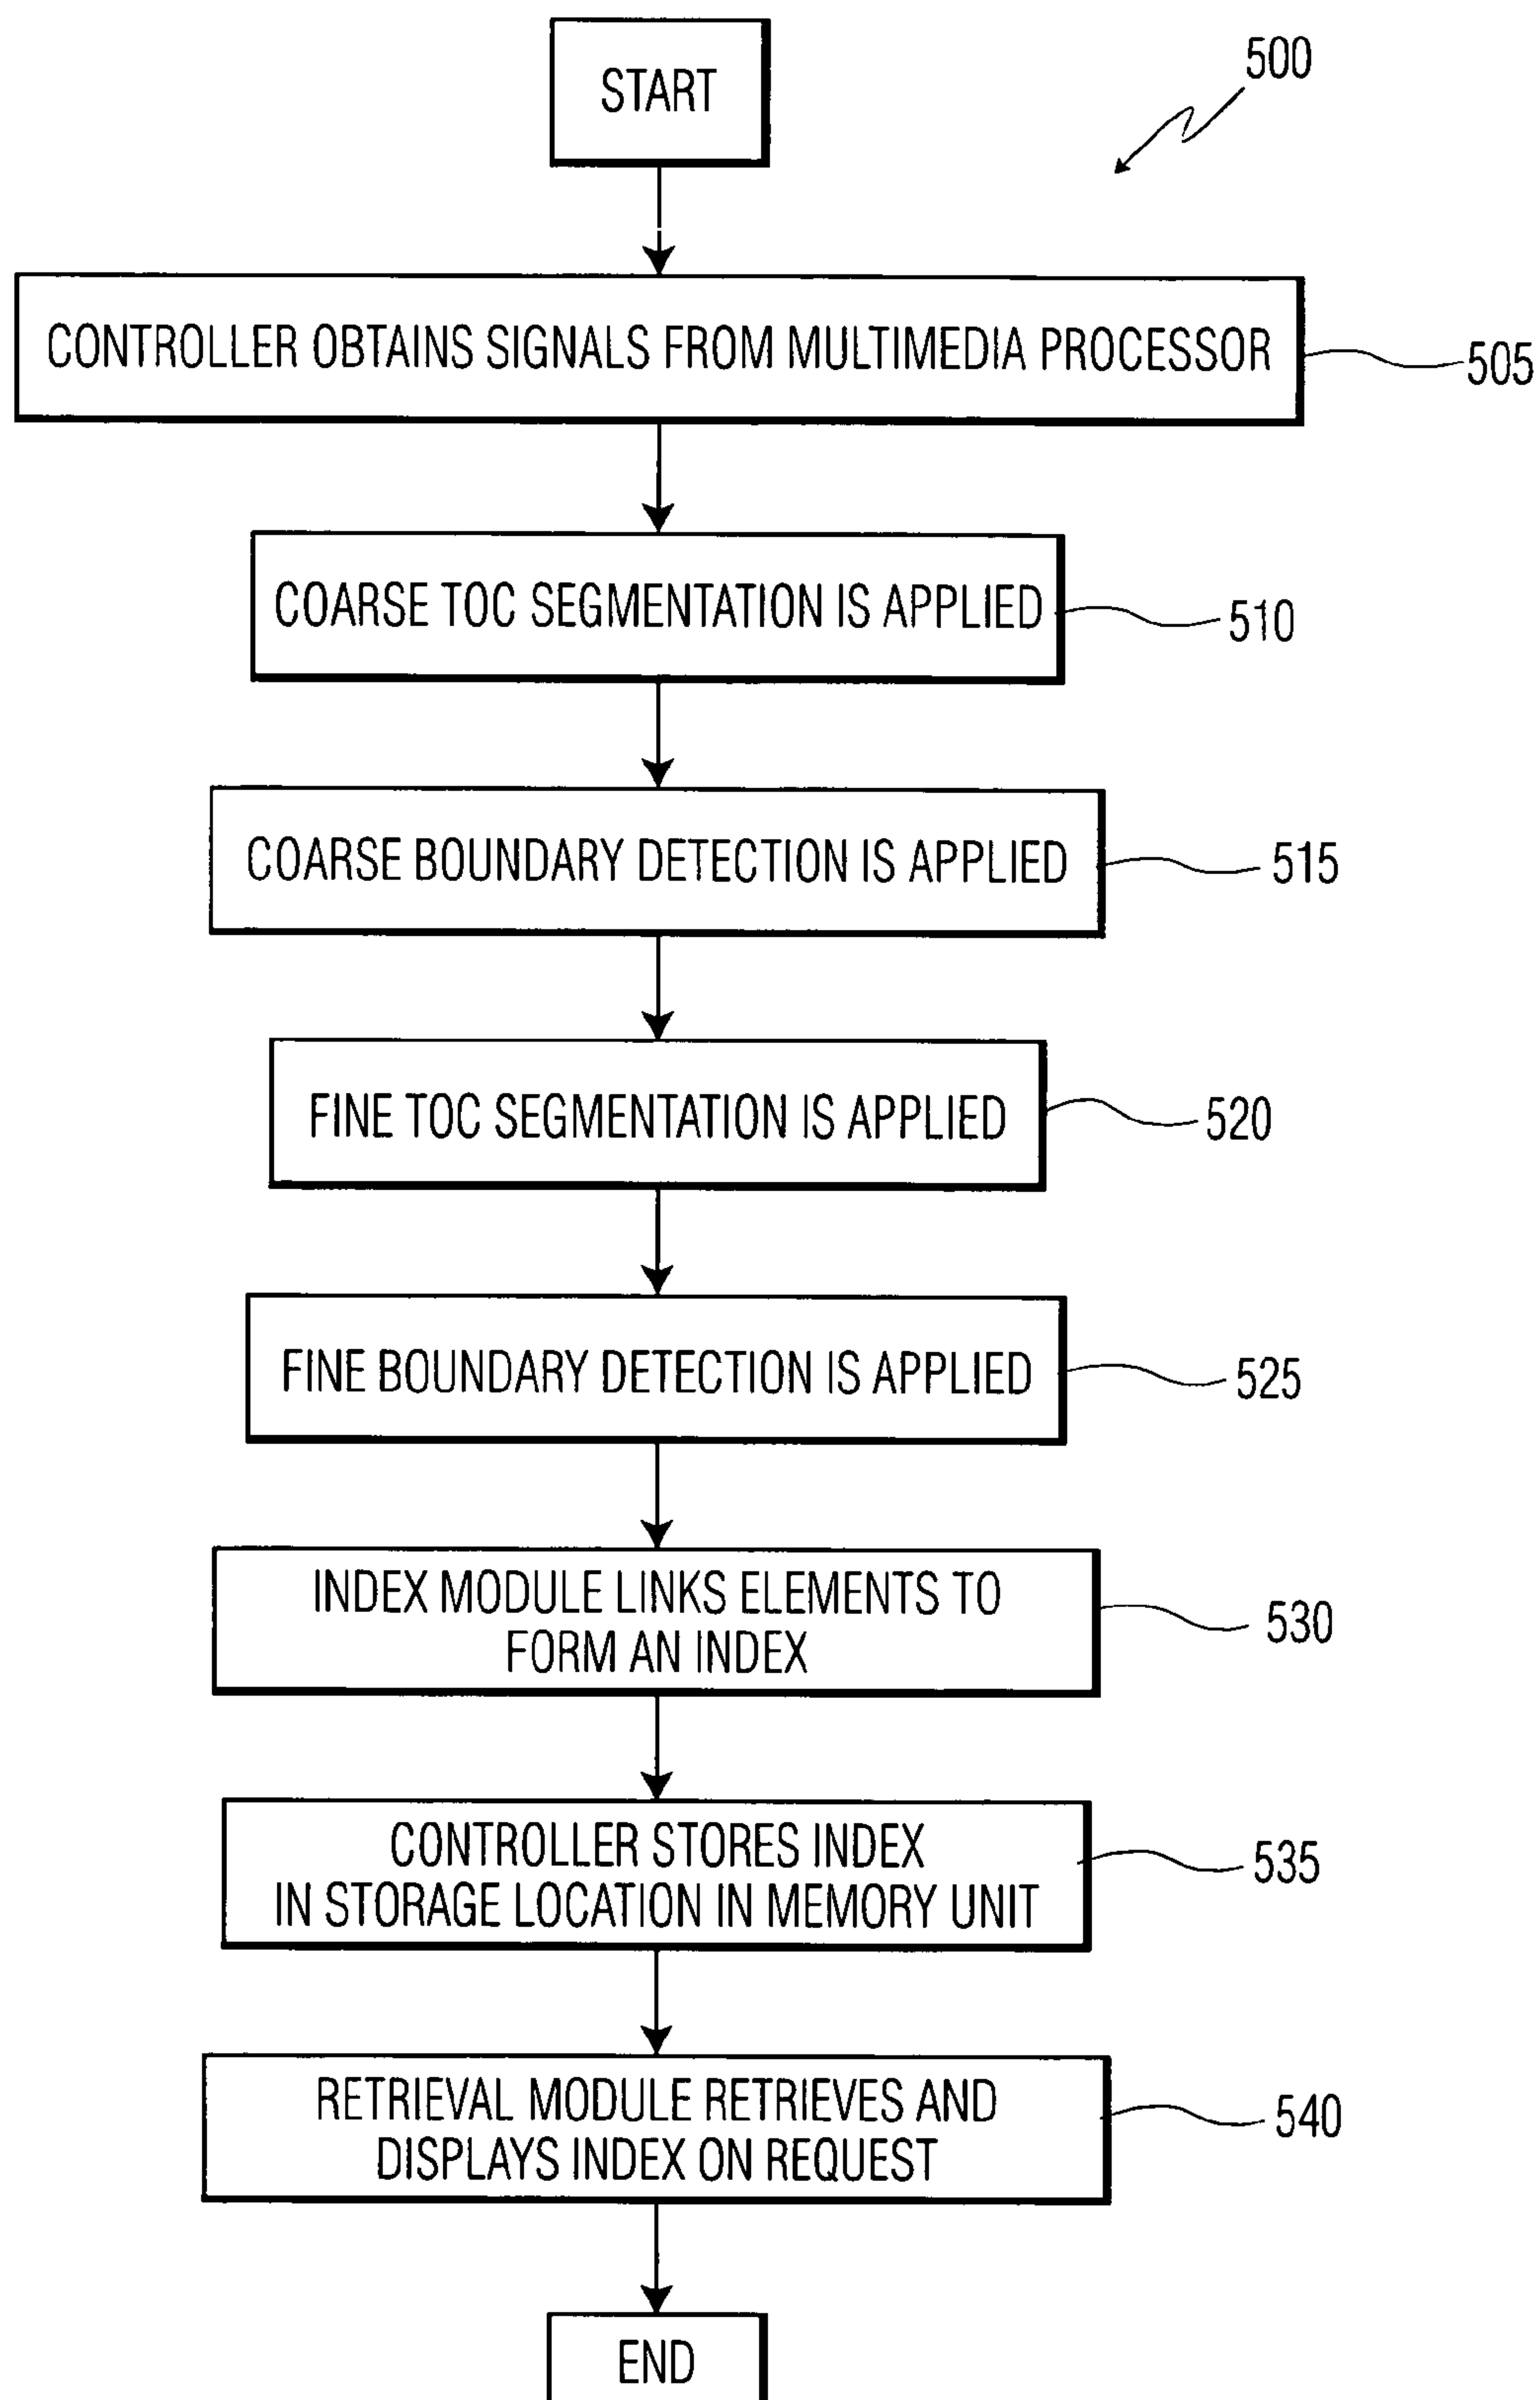 START
500
CONTROLLER OBTAINS SIGNALS FROM MULTIMEDIA PROCESSOR
505
COARSE TOC SEGMENTATION IS APPLIED
510
COARSE BOUNDARY DETECTION IS APPLIED
515
FINE TOC SEGMENTATION IS APPLIED
520
FINE BOUNDARY DETECTION IS APPLIED
525
INDEX MODULE LINKS ELEMENTS TO
FORM AN INDEX
530
CONTROLLER STORES INDEX
IN STORAGE LOCATION IN MEMORY UNIT
535
RETRIEVAL MODULE RETRIEVES AND
DISPLAYS INDEX ON REQUEST
540
END